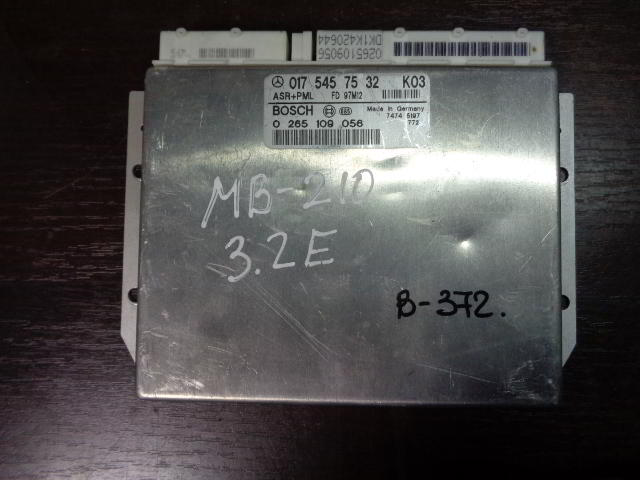 0265109056
DK1K420644
017 545 75 32 K03
ASR+PML FD 97M12
BOSCH Made in Germany
7474 5197
0 265 109 056 772
MB-210
3.2E
B-372.